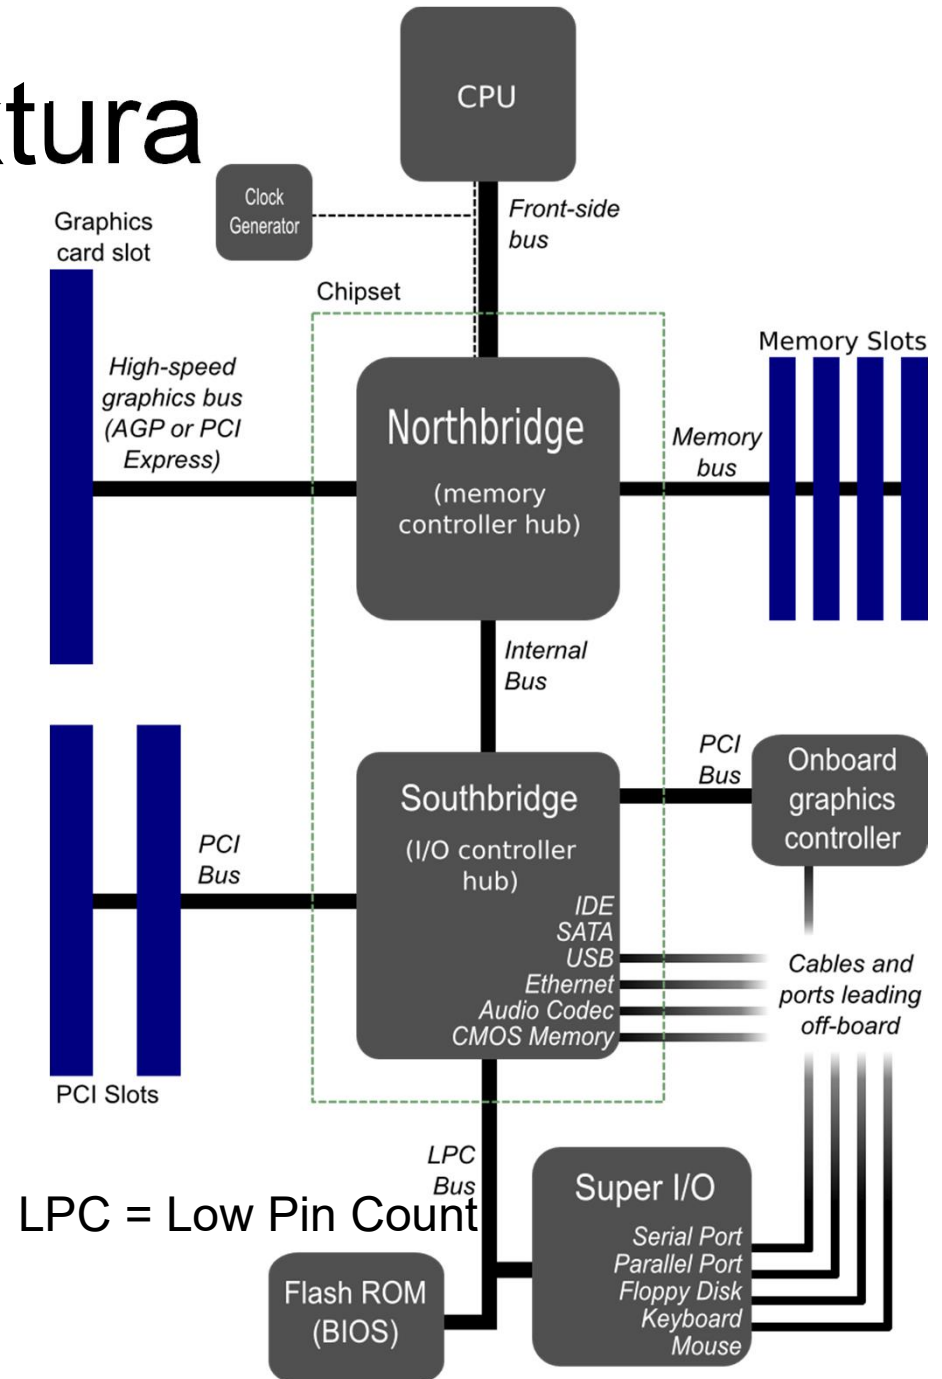 xtura
CPU
Clock
Generator
Front-side
bus
Graphics
card slot
Chipset
High-speed
graphics bus
(AGP or PCI
Express)
Memory Slots
Northbridge
(memory
controller hub)
Memory
bus
Internal
Bus
PCI
Bus
Onboard
graphics
controller
Southbridge
(I/O controller
hub)
PCI
Bus
IDE
SATA
USB
Ethernet
Audio Codec
CMOS Memory
Cables and
ports leading
off-board
PCI Slots
LPC
Bus
LPC = Low Pin Count
Super I/O
Serial Port
Parallel Port
Floppy Disk
Keyboard
Mouse
Flash ROM
(BIOS)